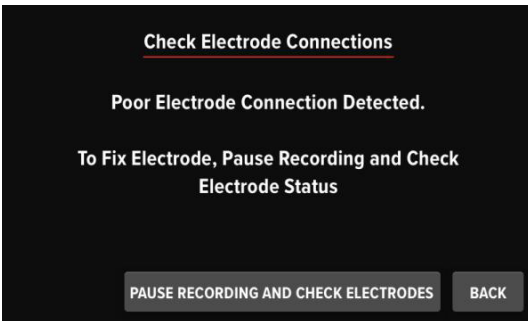 Check Electrode Connections
Poor Electrode Connection Detected.
To Fix Electrode, Pause Recording and Check
Electrode Status
PAUSE RECORDING AND CHECK ELECTRODES
BACK